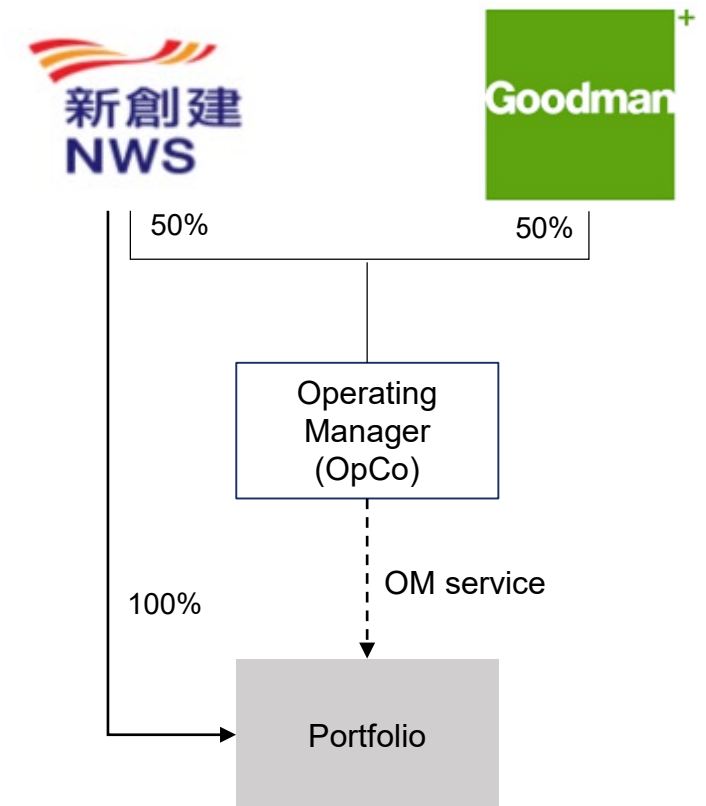 新創建
NWS
Goodman
+
50%
50%
Operating
Manager
(OpCo)
OM service
100%
Portfolio